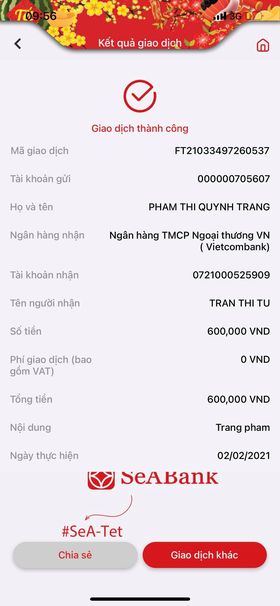 09:56
3G
Kết quả giao dịch
Giao dịch thành công
Mã giao dịch FT21033497260537
Tài khoản gửi 000000705607
Họ và tên PHAM THI QUYNH TRANG
Ngân hàng nhận Ngân hàng TMCP Ngoại thương VN
( Vietcombank)
Tài khoản nhận 0721000525909
Tên người nhận TRAN THI TU
Số tiền 600,000 VND
Phí giao dịch (bao
gồm VAT) 0 VND
Tổng tiền 600,000 VND
Nội dung Trang pham
Ngày thực hiện 02/02/2021
SeABank
#SeA-Tet
Chia sẻ Giao dịch khác